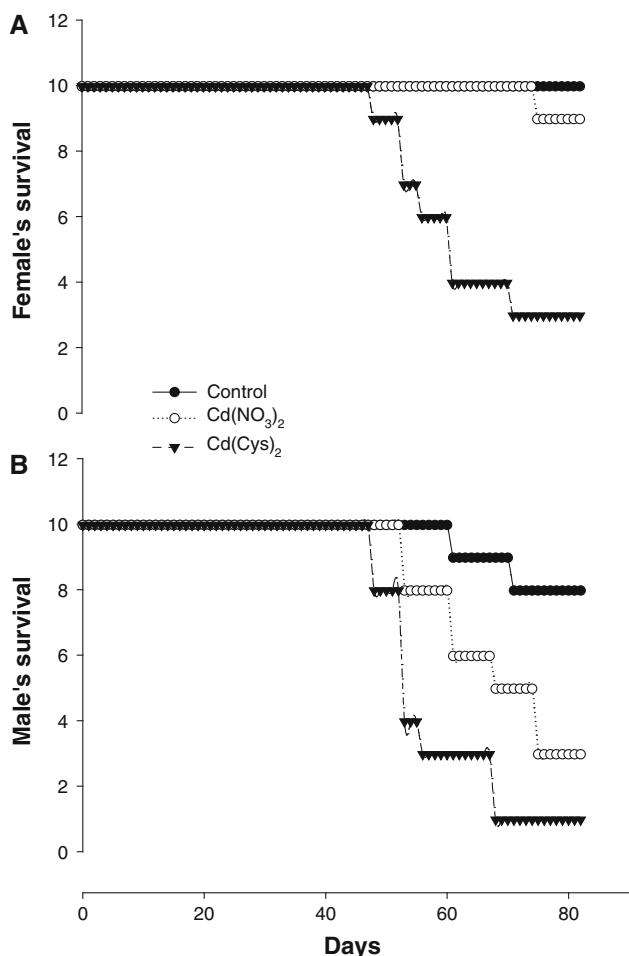 A
12
10
8
6
4
2
0
Female's survival
Control
Cd(NO₃)₂
Cd(Cys)₂
B
12
10
8
6
4
2
0
Male's survival
0 20 40 60 80
Days